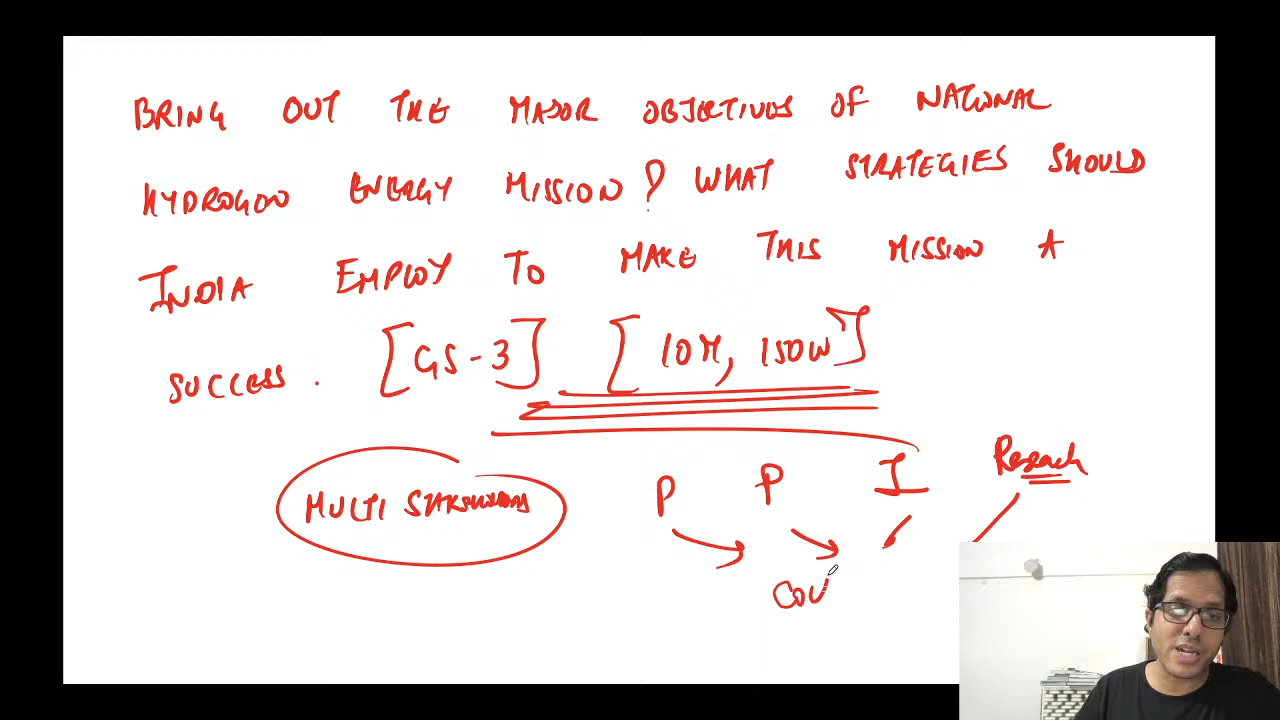 BRING OUT THE MAJOR OBJECTIVES OF NATIONAL
HYDROGEN ENERGY MISSION? WHAT STRATEGIES SHOULD
INDIA EMPLOY TO MAKE THIS MISSION A
SUCCESS. [GS-3] [10M, 150W]
MULTI STAKEHOLDERS P P I Research
COU